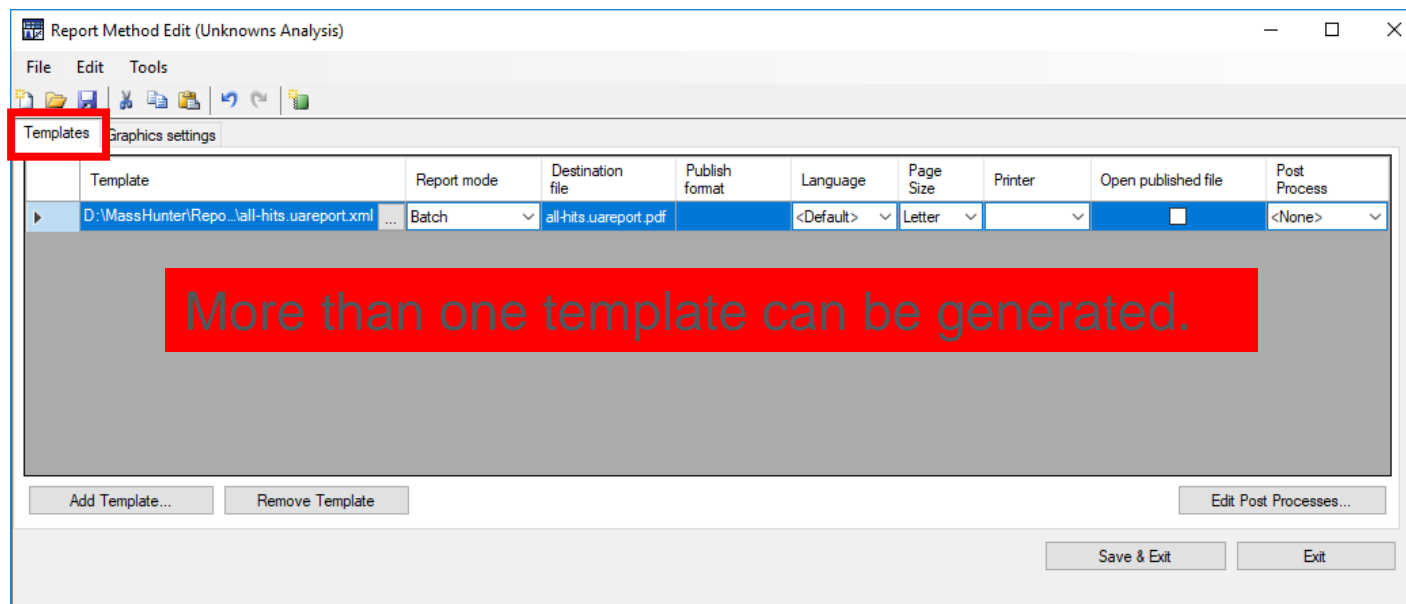 Report Method Edit (Unknowns Analysis)
File Edit Tools
Templates Graphics settings
Template Report mode Destination file Publish format Language Page Size Printer Open published file Post Process
D:\MassHunter\Repo...\all-hits.uareport.xml ... Batch all-hits.uareport.pdf <Default> Letter <None>
More than one template can be generated.
Add Template... Remove Template Edit Post Processes...
Save & Exit Exit